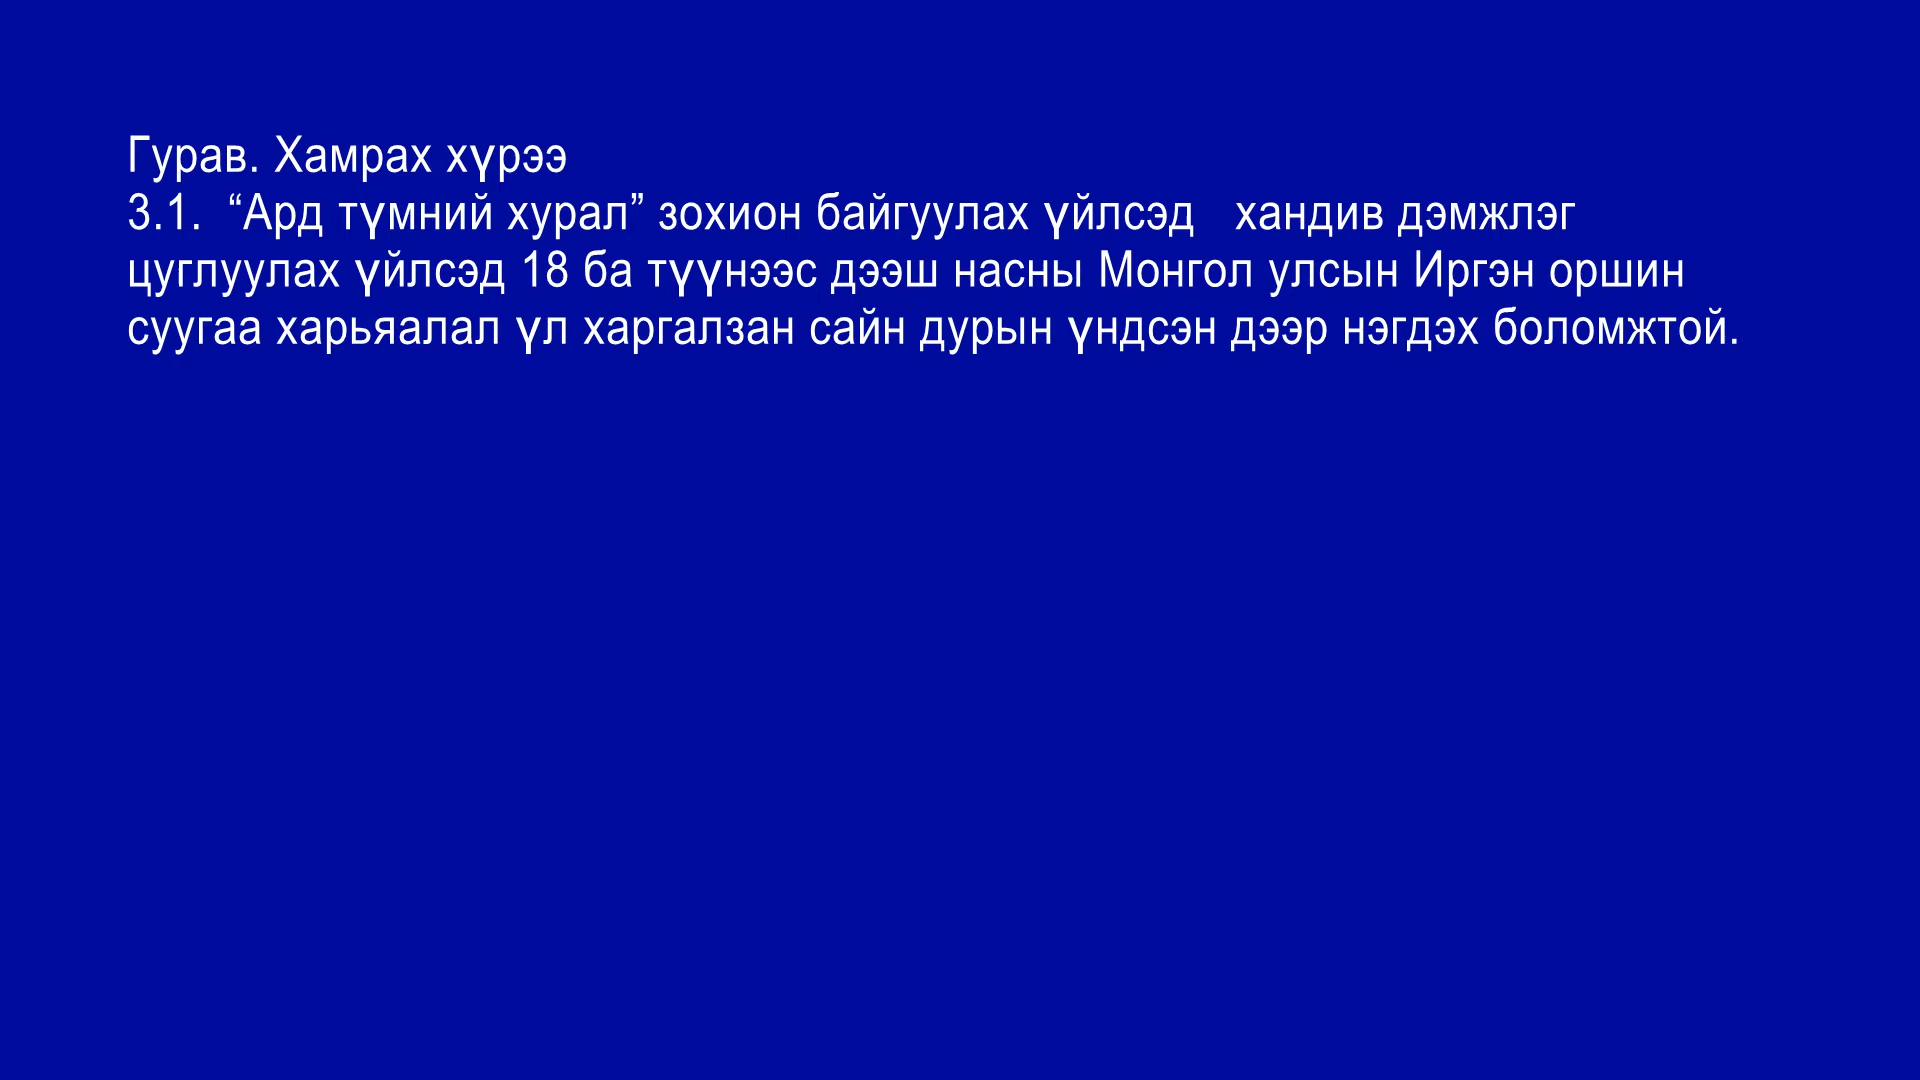 Гурав. Хамрах хүрээ
3.1.  “Ард түмний хурал” зохион байгуулах үйлсэд   хандив дэмжлэг
цуглуулах үйлсэд 18 ба түүнээс дээш насны Монгол улсын Иргэн оршин
суугаа харьяалал үл харгалзан сайн дурын үндсэн дээр нэгдэх боломжтой.